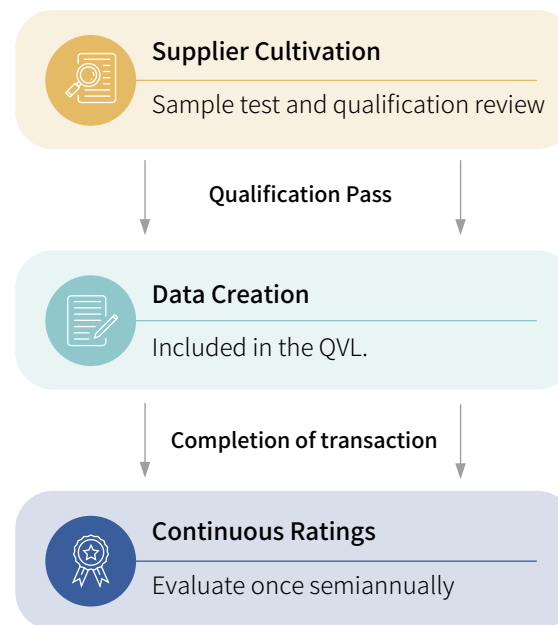 Supplier Cultivation
Sample test and qualification review
Qualification Pass
Data Creation
Included in the QVL.
Completion of transaction
Continuous Ratings
Evaluate once semiannually